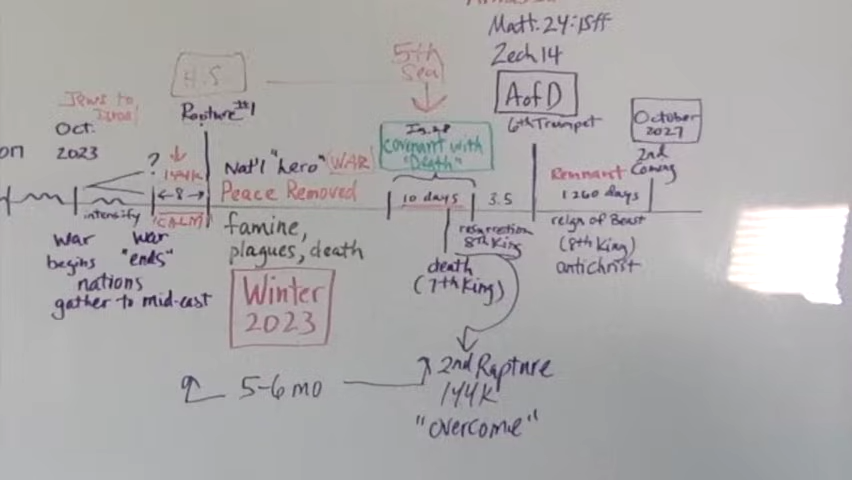 Matt. 24:15ff
Zech 14
A of D
6th Trumpet
October
2027
2nd
Coming
5th
Seal
H.S.
Rapture #1
Jews to
Israel
Oct.
2023
on
?
144K
8
CALM
intensify
Nat'l "hero" (WAR)
Peace Removed
famine,
plagues, death
Winter
2023
Is. 28
Covenant with
"Death"
10 days
3.5
Remnant
1260 days
reign of Beast
(8th King)
antichrist
resurrection
8th King
death
(7th King)
war
begins
war
"ends"
nations
gather to mid-east
5-6 mo
2nd Rapture
144K
"overcome"